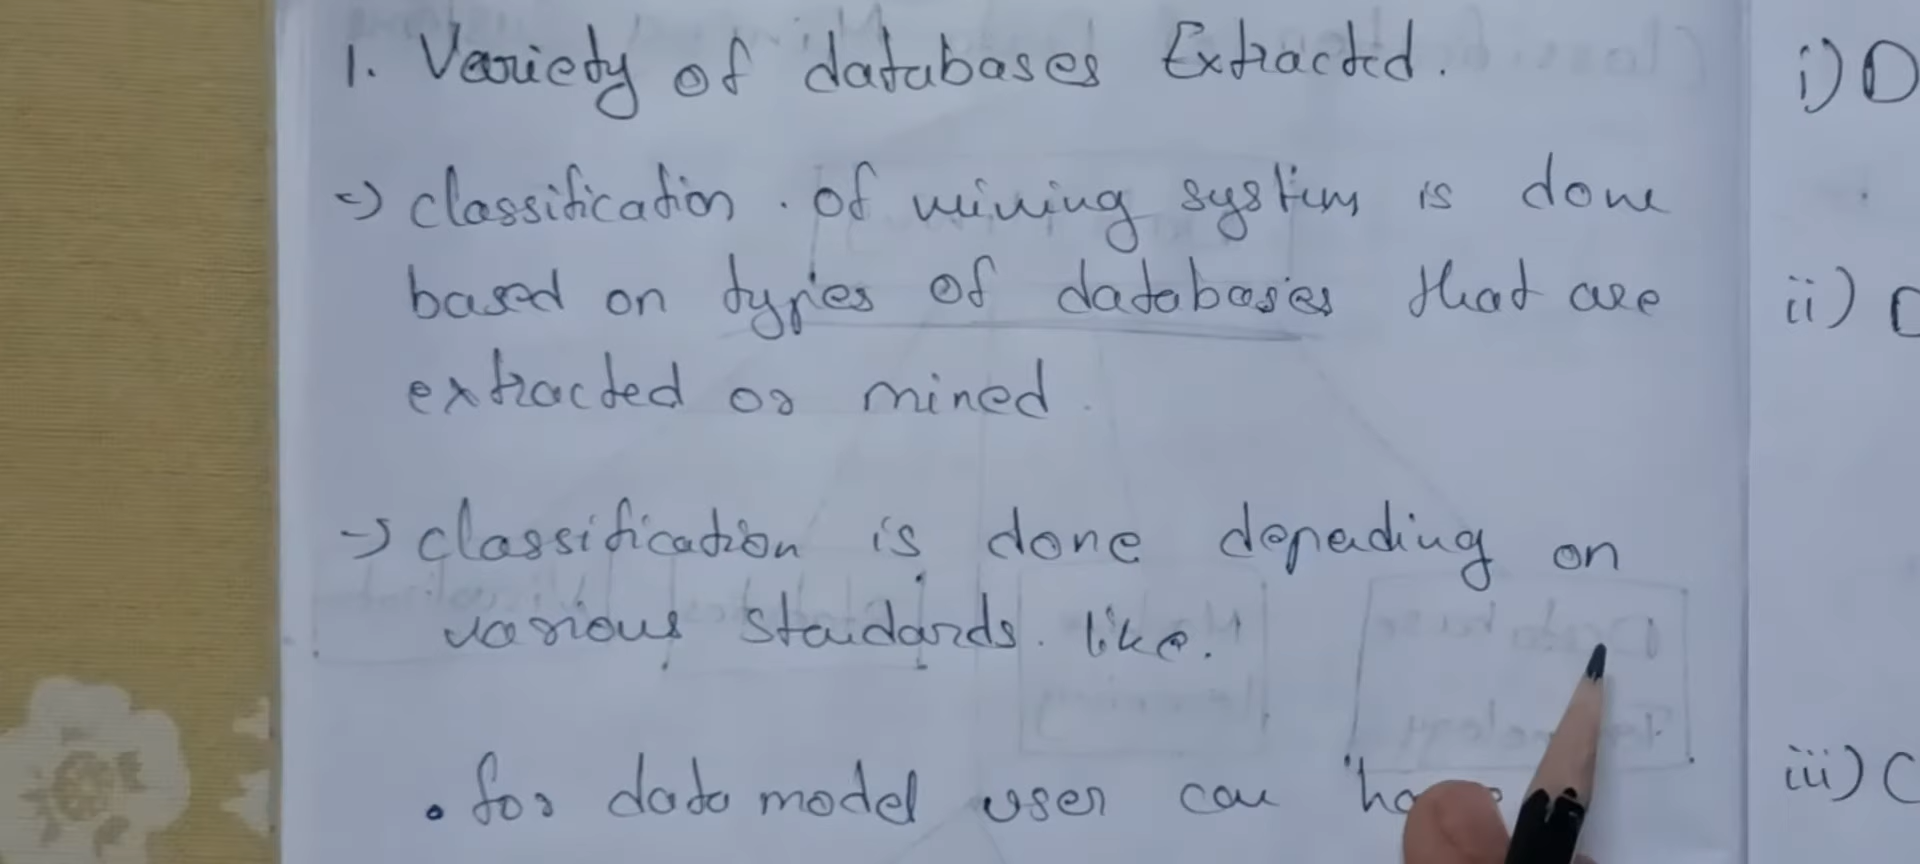 1. Variety of databases Extracted.
=> classification . of mining systems is done
based on types of databases that are
extracted or mined.
-> classification is done depending on
various standards. like.
• for data model user can
i) D
ii)
iii) C